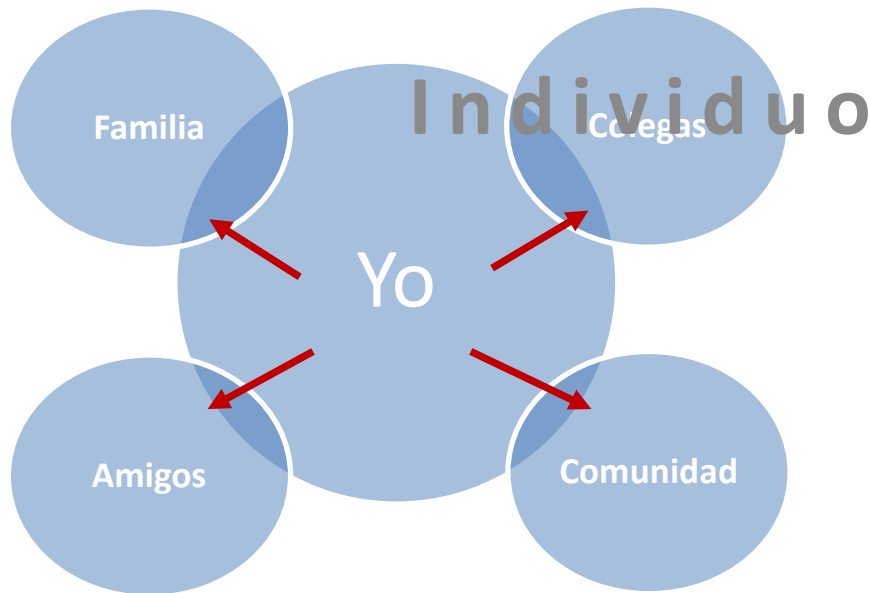 Individuo
Familia
Colegas
Yo
Amigos
Comunidad